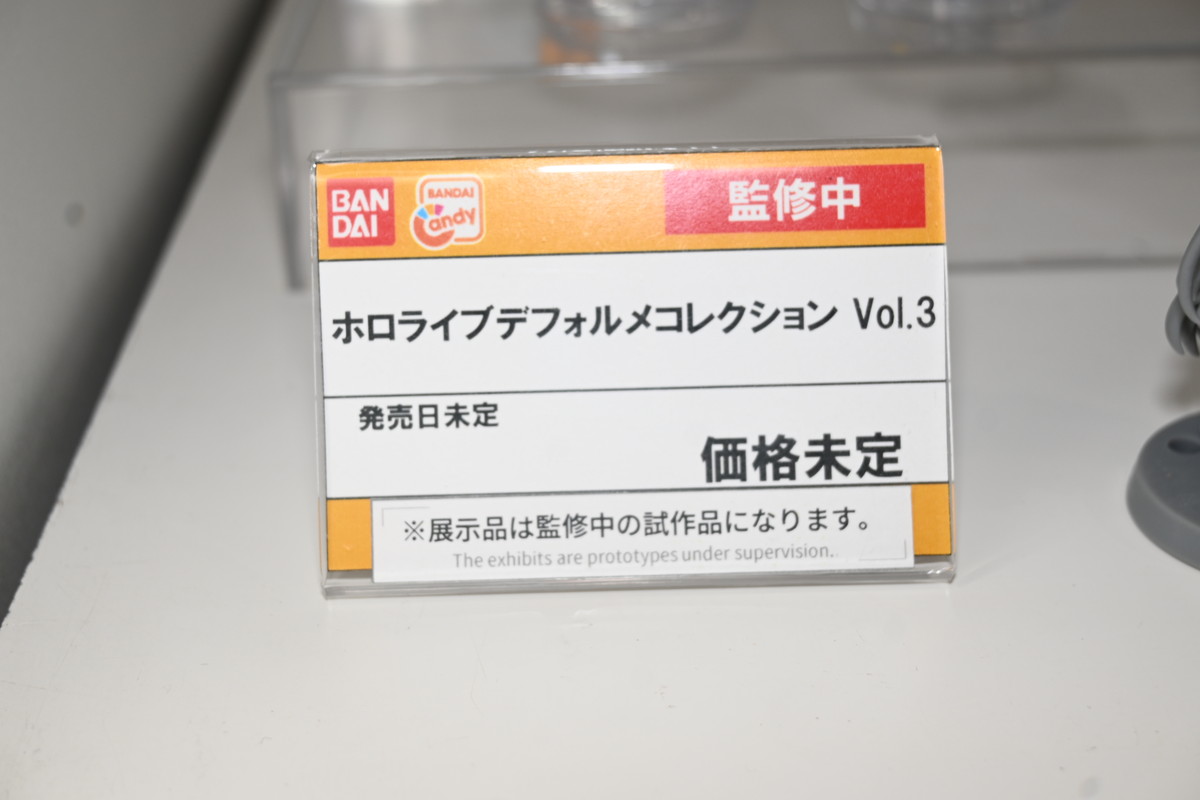 BAN
DAI
BANDAI
Candy
監修中
ホロライブデフォルメコレクション Vol.3
発売日未定
価格未定
※展示品は監修中の試作品になります。
The exhibits are prototypes under supervision.